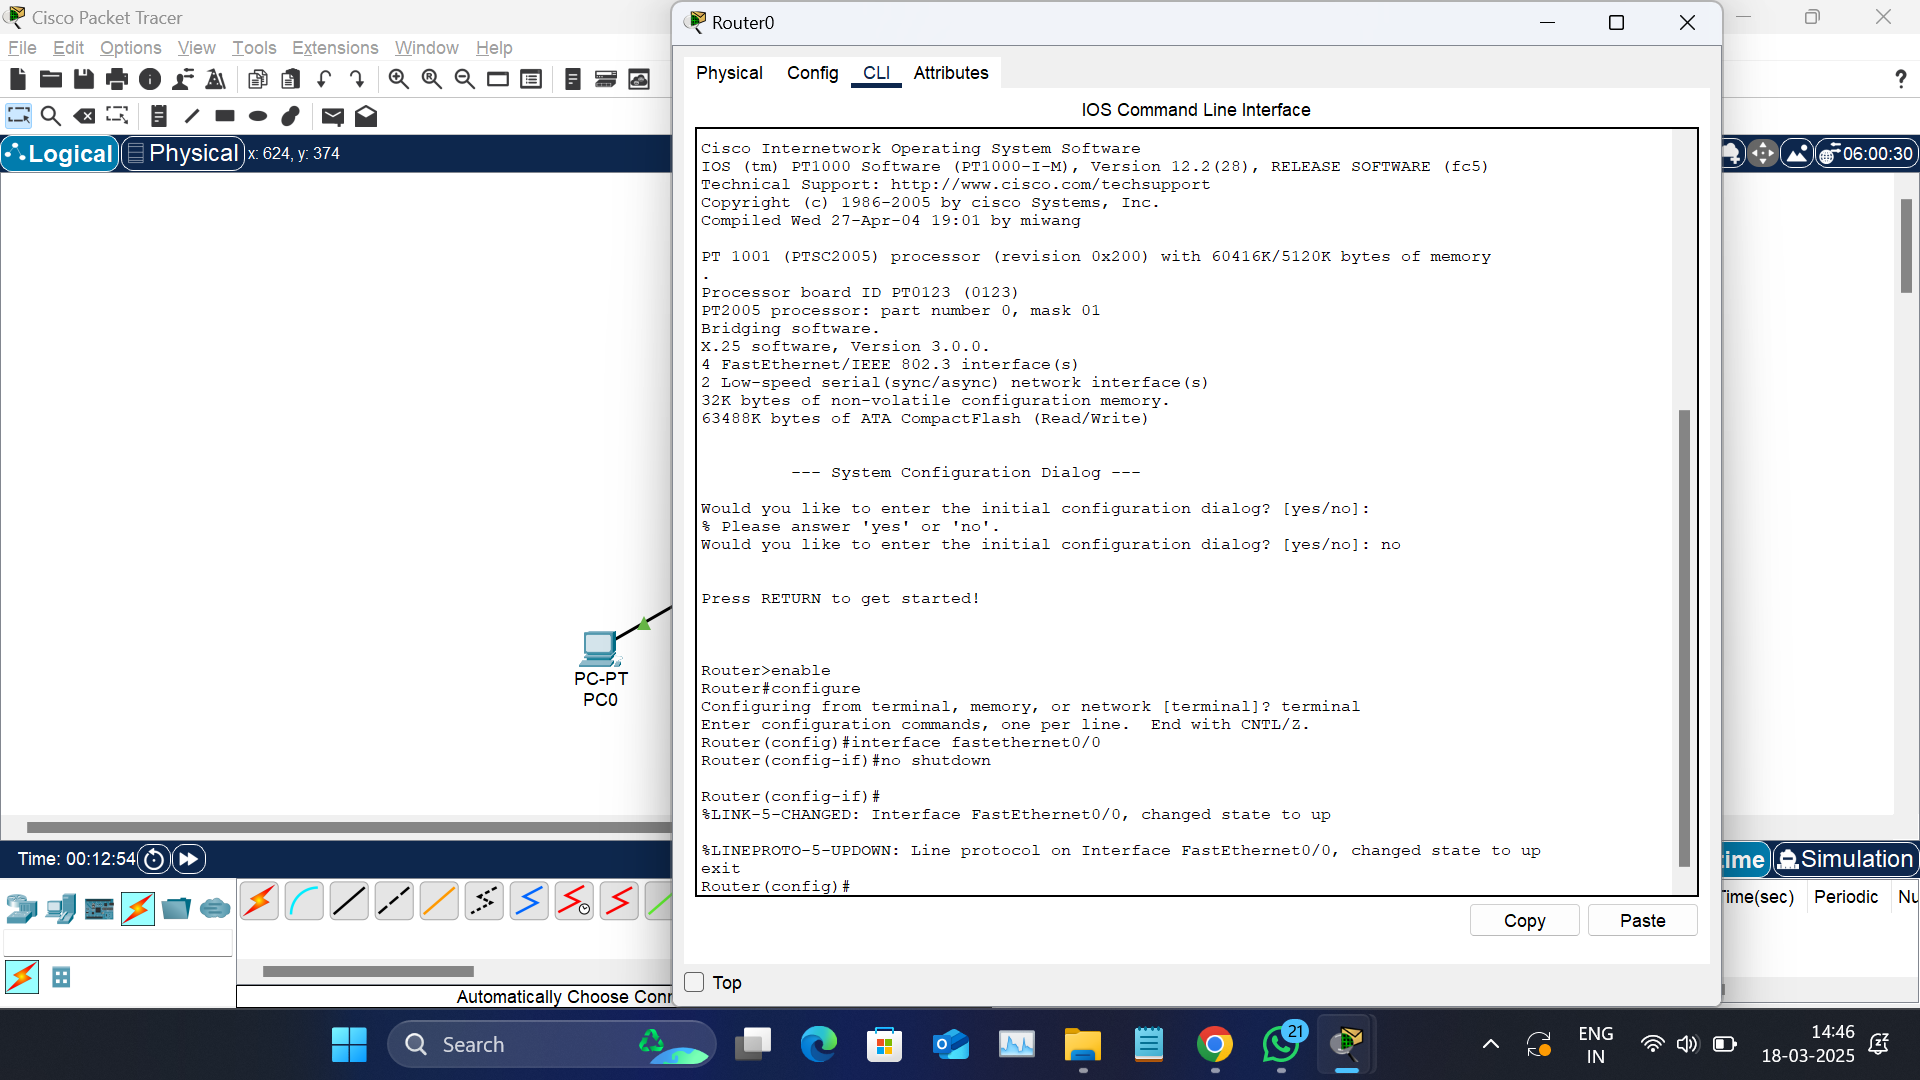 Cisco Packet Tracer
File Edit Options View Tools Extensions Window Help
Logical
Physical
x: 624, y: 374
06:00:30
?
PC-PT
PC0
Time: 00:12:54
Automatically Choose Conn
Router0
Physical Config CLI Attributes
IOS Command Line Interface
Cisco Internetwork Operating System Software
IOS (tm) PT1000 Software (PT1000-I-M), Version 12.2(28), RELEASE SOFTWARE (fc5)
Technical Support: http://www.cisco.com/techsupport
Copyright (c) 1986-2005 by cisco Systems, Inc.
Compiled Wed 27-Apr-04 19:01 by miwang
PT 1001 (PTSC2005) processor (revision 0x200) with 60416K/5120K bytes of memory
.
Processor board ID PT0123 (0123)
PT2005 processor: part number 0, mask 01
Bridging software.
X.25 software, Version 3.0.0.
4 FastEthernet/IEEE 802.3 interface(s)
2 Low-speed serial(sync/async) network interface(s)
32K bytes of non-volatile configuration memory.
63488K bytes of ATA CompactFlash (Read/Write)
--- System Configuration Dialog ---
Would you like to enter the initial configuration dialog? [yes/no]:
% Please answer 'yes' or 'no'.
Would you like to enter the initial configuration dialog? [yes/no]: no
Press RETURN to get started!
Router>enable
Router#configure
Configuring from terminal, memory, or network [terminal]? terminal
Enter configuration commands, one per line.  End with CNTL/Z.
Router(config)#interface fastethernet0/0
Router(config-if)#no shutdown
Router(config-if)#
%LINK-5-CHANGED: Interface FastEthernet0/0, changed state to up
%LINEPROTO-5-UPDOWN: Line protocol on Interface FastEthernet0/0, changed state to up
exit
Router(config)#
Copy
Paste
Top
ime
Simulation
Time(sec) Periodic Nu
Search
21
ENG
IN
14:46
18-03-2025